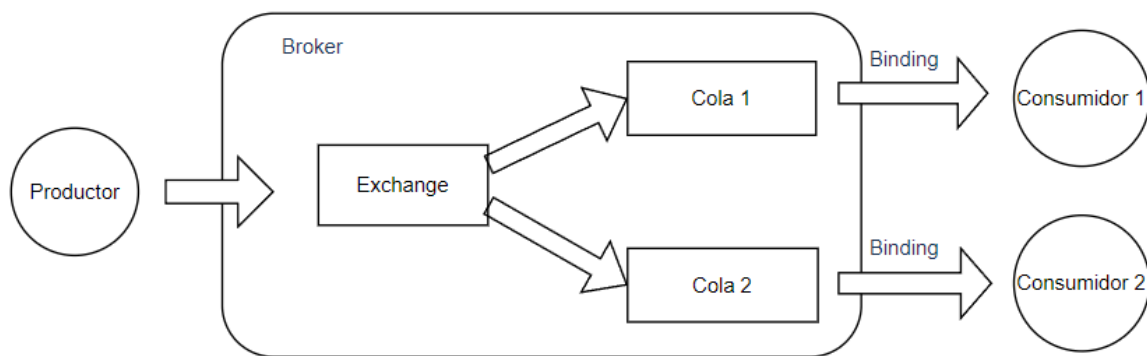 Broker
Binding
Cola 1
Consumidor 1
Productor
Exchange
Binding
Cola 2
Consumidor 2